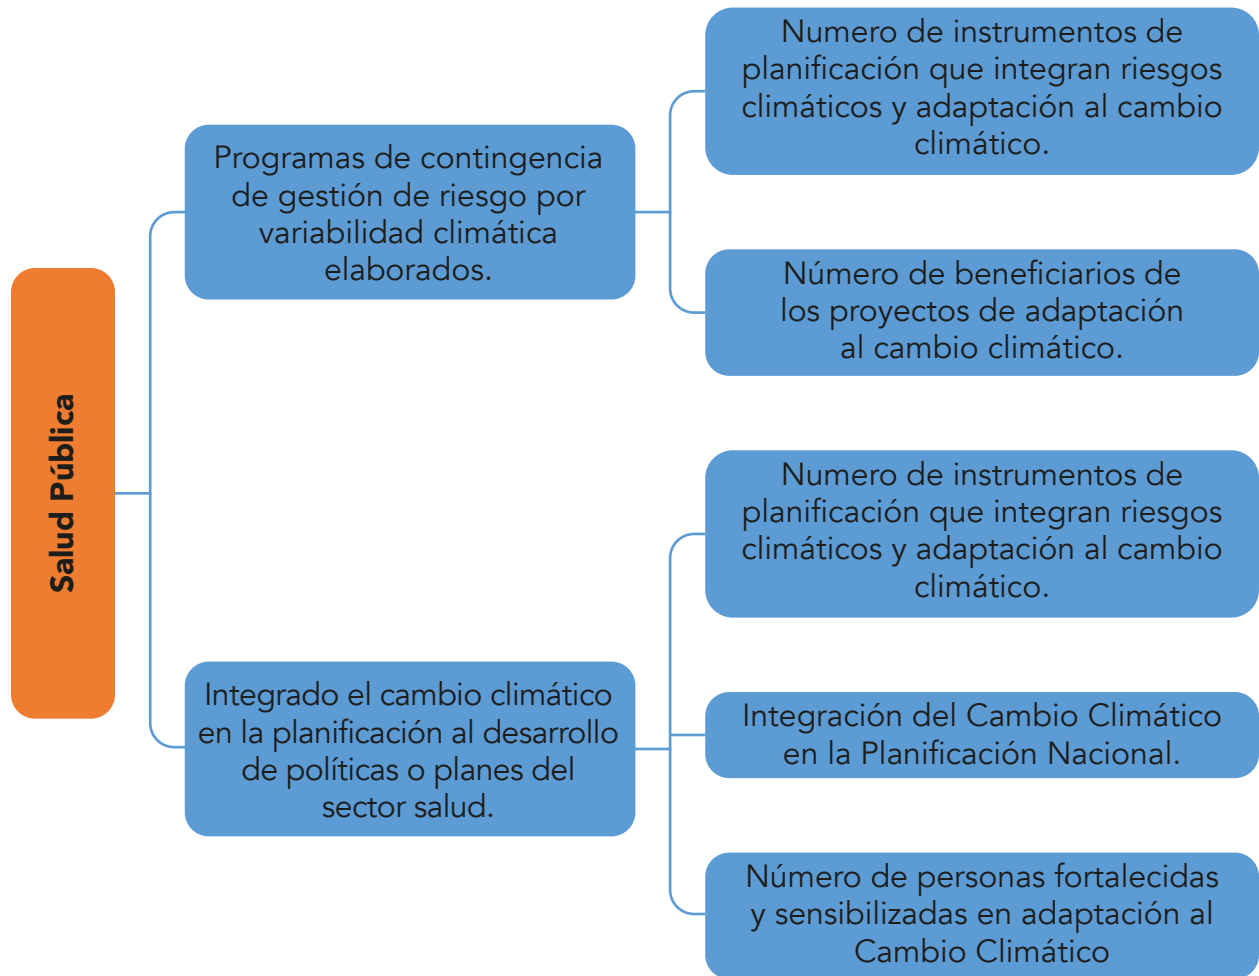 Salud Pública
Programas de contingencia
de gestión de riesgo por
variabilidad climática
elaborados.
Numero de instrumentos de
planificación que integran riesgos
climáticos y adaptación al cambio
climático.
Número de beneficiarios de
los proyectos de adaptación
al cambio climático.
Integrado el cambio climático
en la planificación al desarrollo
de políticas o planes del
sector salud.
Numero de instrumentos de
planificación que integran riesgos
climáticos y adaptación al cambio
climático.
Integración del Cambio Climático
en la Planificación Nacional.
Número de personas fortalecidas
y sensibilizadas en adaptación al
Cambio Climático